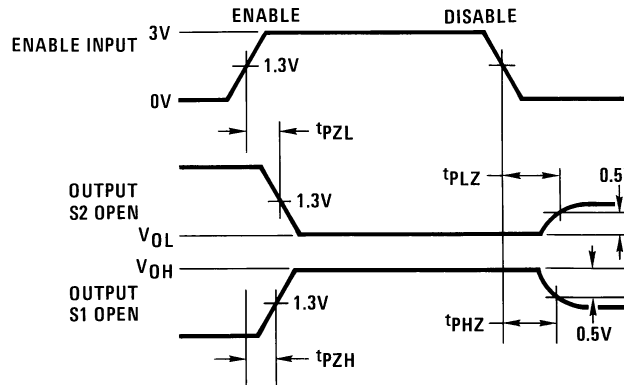 ENABLE
DISABLE
ENABLE INPUT
3V
1.3V
0V
tPZL
tPLZ
0.5
OUTPUT
S2 OPEN
1.3V
VOL
VOH
OUTPUT
S1 OPEN
1.3V
tPHZ
0.5V
tPZH